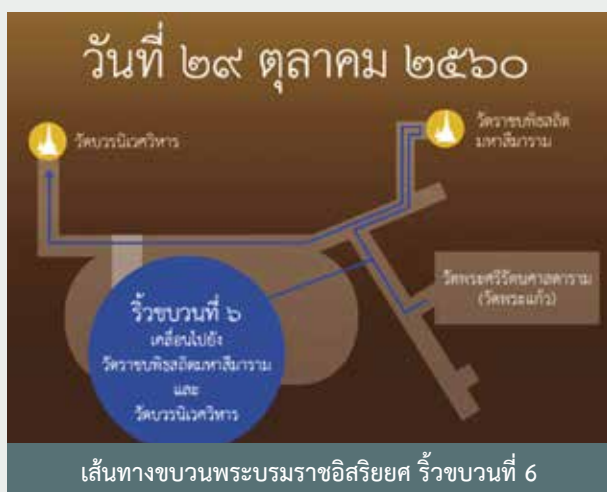 วันที่ ๒๙ ตุลาคม ๒๕๖๐
วัดบวรนิเวศวิหาร
วัดราชบพิธสถิต
มหาสีมาราม
วัดพระศรีรัตนศาสดาราม
(วัดพระแก้ว)
ริ้วขบวนที่ ๖
เคลื่อนไปยัง
วัดราชบพิธสถิตมหาสีมาราม
และ
วัดบวรนิเวศวิหาร
เส้นทางขบวนพระบรมราชอิสริยยศ ริ้วขบวนที่ 6